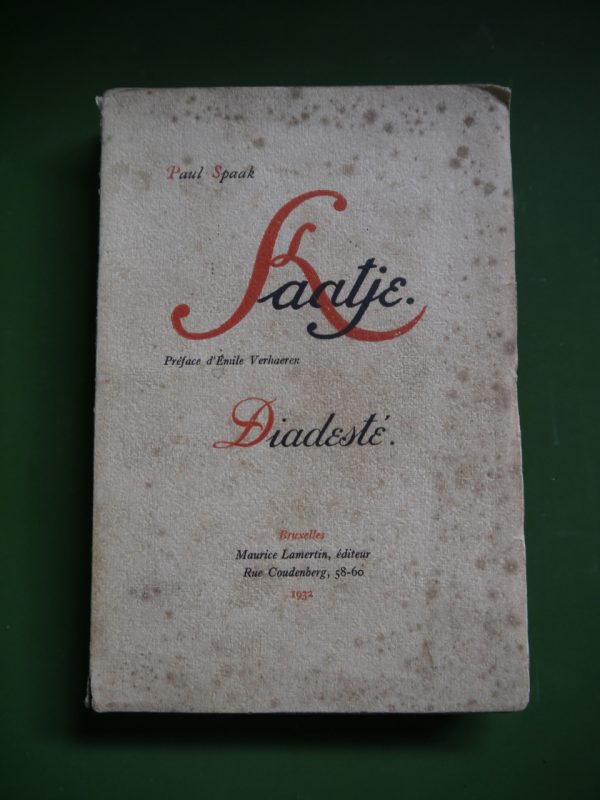 Paul Spaak
Kaatje.
Préface d'Émile Verhaeren
Diadesté.
Bruxelles
Maurice Lamertin, éditeur
Rue Coudenberg, 58-60
1932